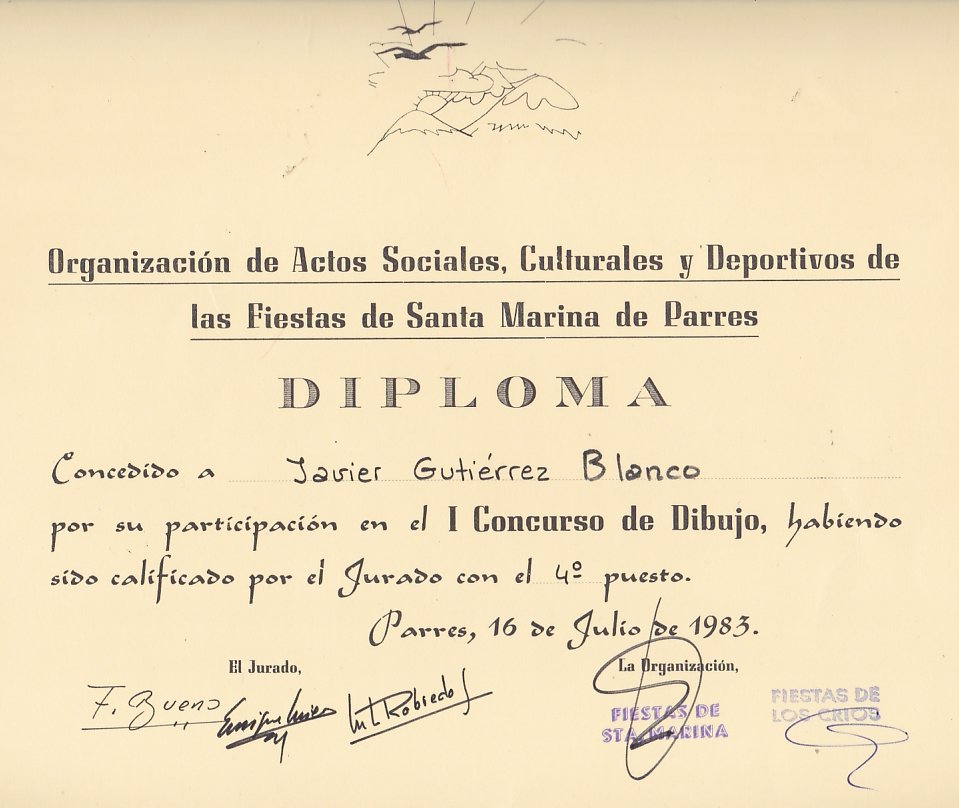 Organización de Actos Sociales, Culturales y Deportivos de
las Fiestas de Santa Marina de Parres
DIPLOMA
Concedido a Javier Gutiérrez Blanco
por su participación en el I Concurso de Dibujo, habiendo
sido calificado por el Jurado con el 4º puesto.
Parres, 16 de Julio de 1983.
El Jurado, La Organización,
F. Bueno Enrique Robledo
FIESTAS DE
STA. MARINA
FIESTAS DE
LOS CRIOS